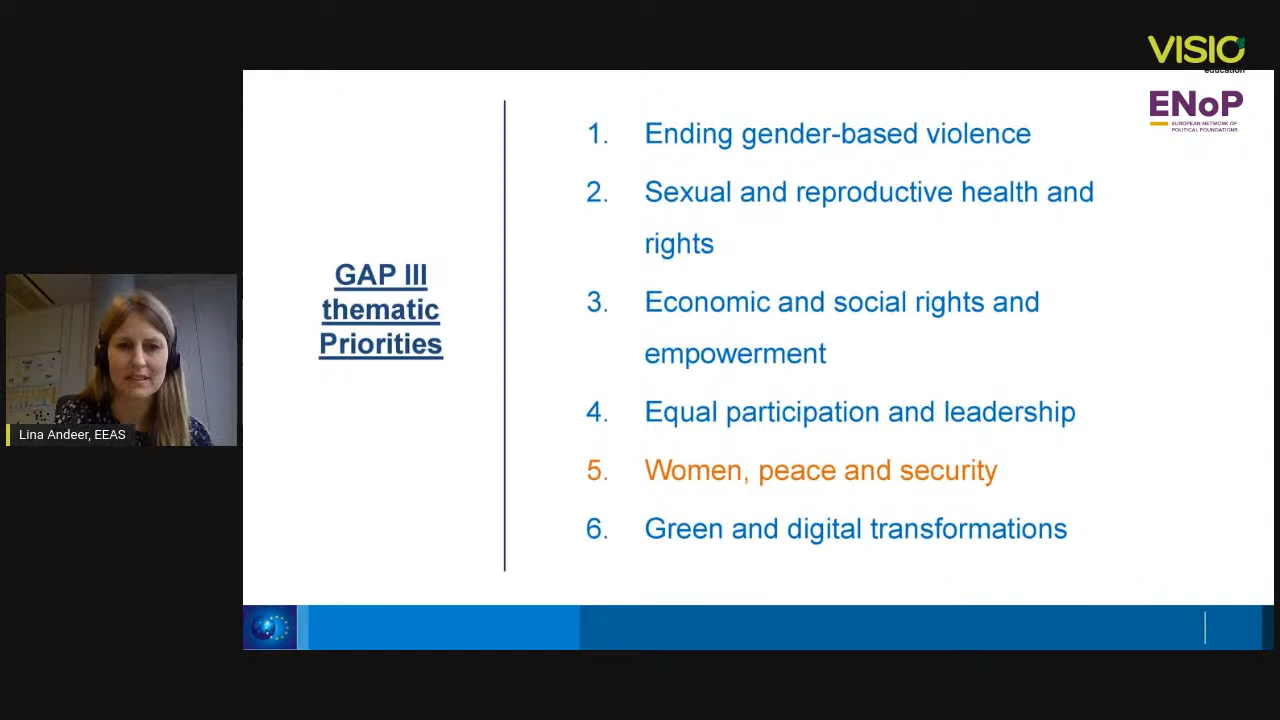 VISIO
education
ENoP
EUROPEAN NETWORK OF
POLITICAL FOUNDATIONS
GAP III
thematic
Priorities
1. Ending gender-based violence
2. Sexual and reproductive health and
rights
3. Economic and social rights and
empowerment
4. Equal participation and leadership
5. Women, peace and security
6. Green and digital transformations
Lina Andeer, EEAS